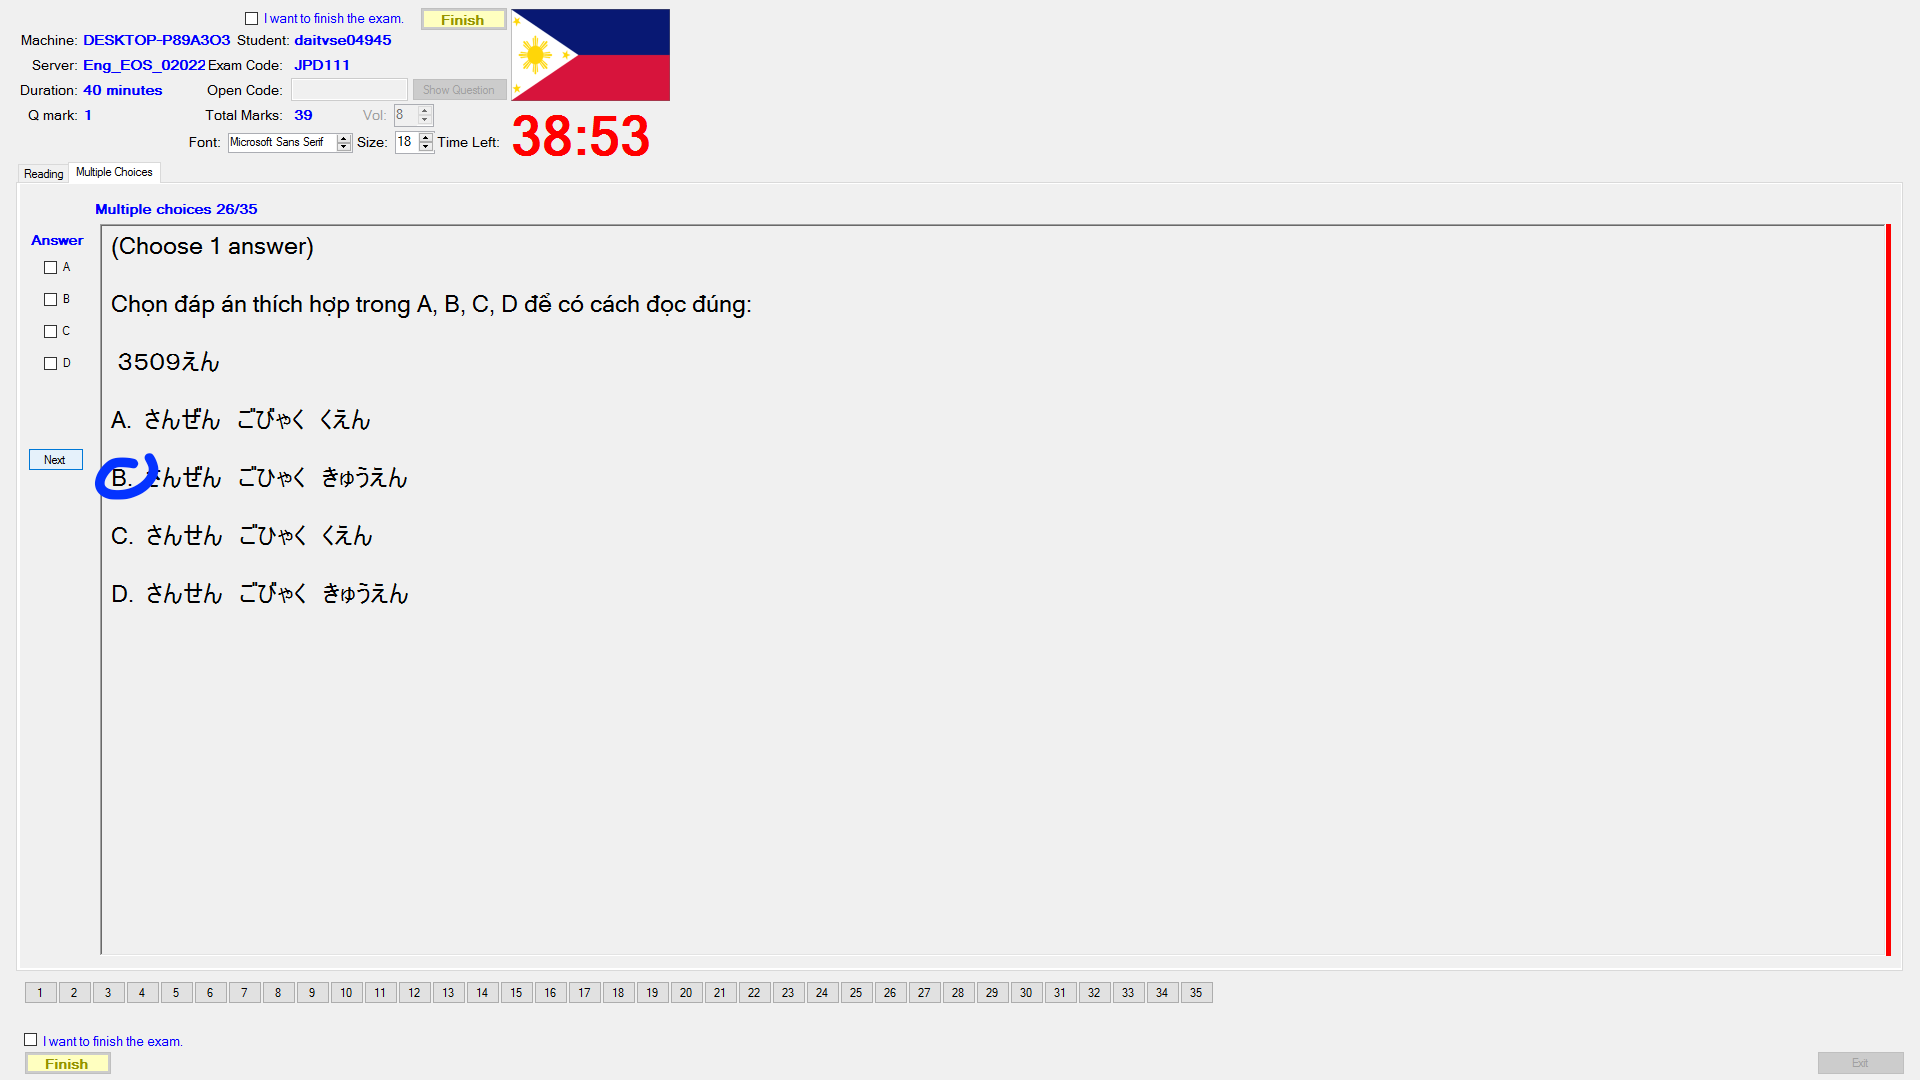 I want to finish the exam. Finish
Machine: DESKTOP-P89A3O3 Student: daitvse04945
Server: Eng_EOS_02022 Exam Code: JPD111
Duration: 40 minutes Open Code: Show Question
Q mark: 1 Total Marks: 39 Vol: 8
Font: Microsoft Sans Serif Size: 18 Time Left: 38:53
Reading Multiple Choices
Multiple choices 26/35
Answer
A
B
C
D
Next
(Choose 1 answer)
Chọn đáp án thích hợp trong A, B, C, D để có cách đọc đúng:
3509えん
A. さんぜん ごびゃく くえん
B. さんぜん ごひゃく きゅうえん
C. さんせん ごひゃく くえん
D. さんせん ごびゃく きゅうえん
1 2 3 4 5 6 7 8 9 10 11 12 13 14 15 16 17 18 19 20 21 22 23 24 25 26 27 28 29 30 31 32 33 34 35
I want to finish the exam.
Finish
Exit